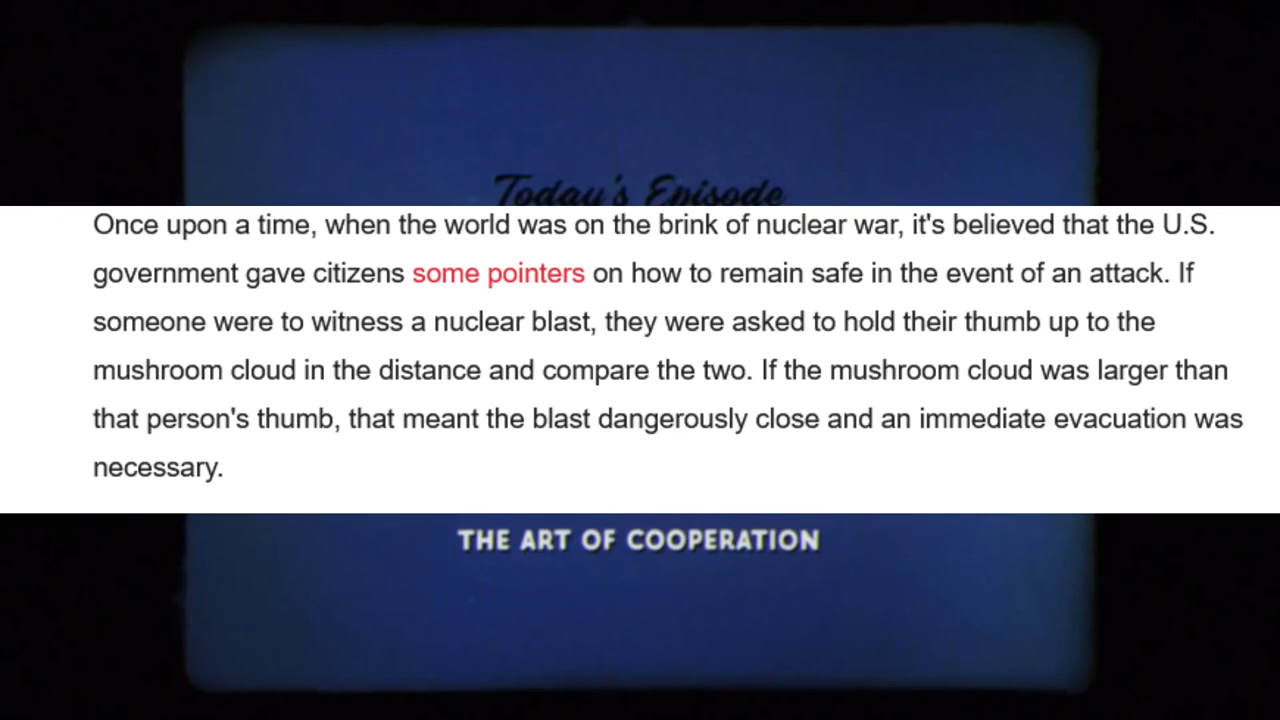 Today's Episode
Once upon a time, when the world was on the brink of nuclear war, it's believed that the U.S.
government gave citizens some pointers on how to remain safe in the event of an attack. If
someone were to witness a nuclear blast, they were asked to hold their thumb up to the
mushroom cloud in the distance and compare the two. If the mushroom cloud was larger than
that person's thumb, that meant the blast dangerously close and an immediate evacuation was
necessary.
THE ART OF COOPERATION